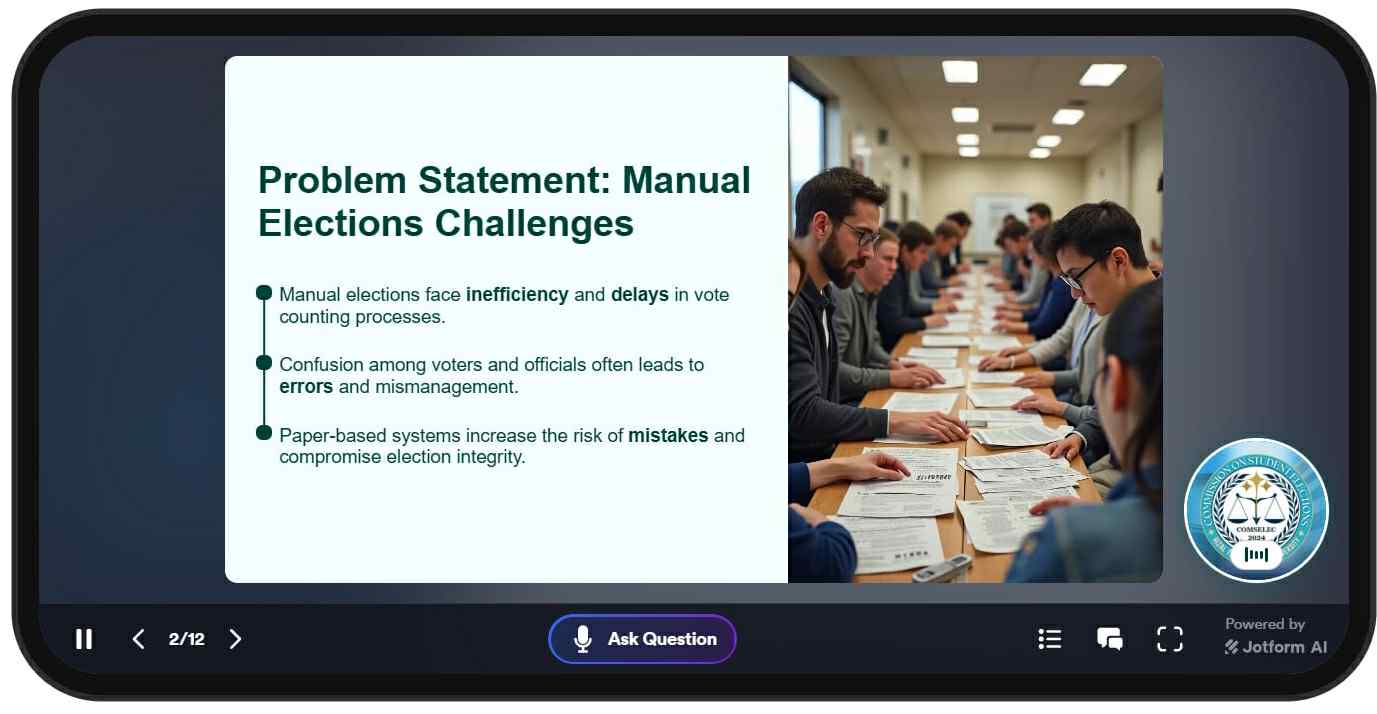 Problem Statement: Manual
Elections Challenges
Manual elections face inefficiency and delays in vote
counting processes.
Confusion among voters and officials often leads to
errors and mismanagement.
Paper-based systems increase the risk of mistakes and
compromise election integrity.
COMMISSION ON STUDENT ELECTIONS
COMSELEC
2024
2/12
Ask Question
Powered by
Jotform AI